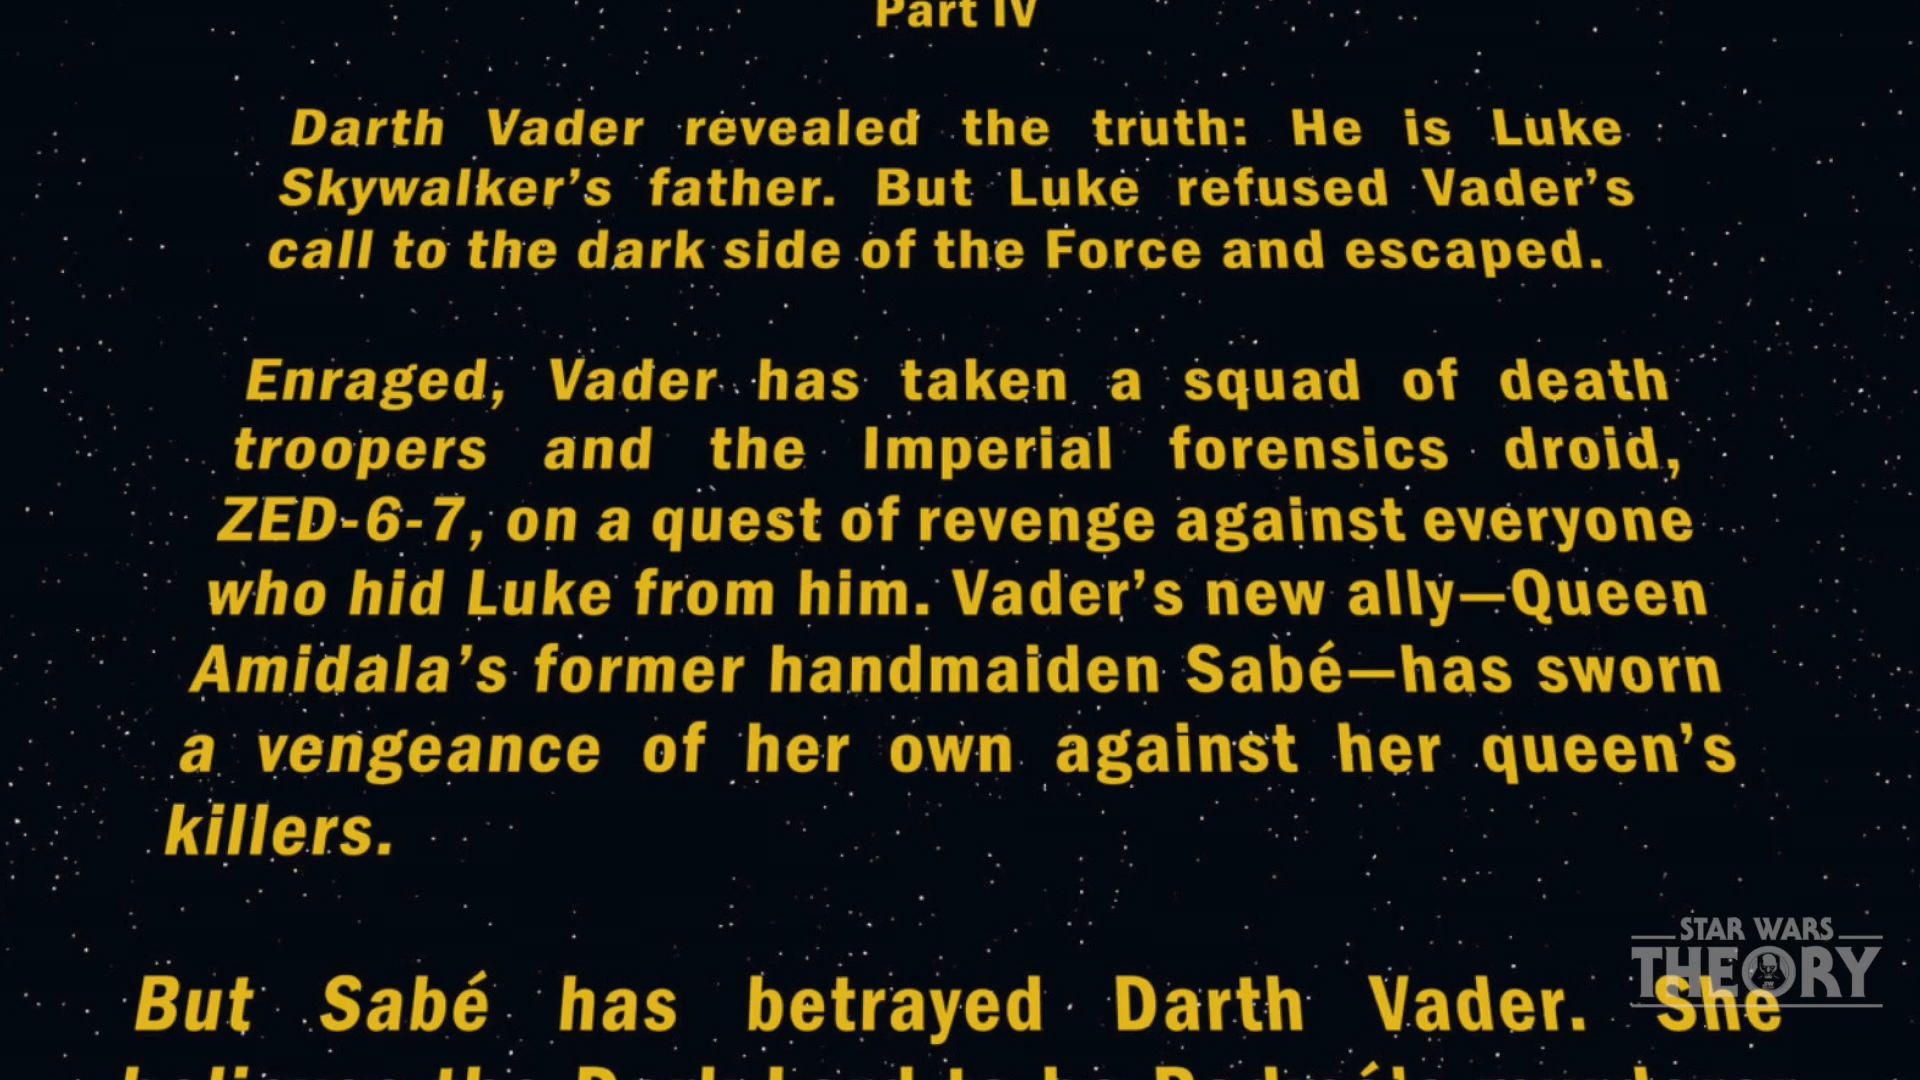 Part IV
Darth Vader revealed the truth: He is Luke
Skywalker’s father. But Luke refused Vader’s
call to the dark side of the Force and escaped.
Enraged, Vader has taken a squad of death
troopers and the Imperial forensics droid,
ZED-6-7, on a quest of revenge against everyone
who hid Luke from him. Vader’s new ally—Queen
Amidala’s former handmaiden Sabé—has sworn
a vengeance of her own against her queen’s
killers.
But Sabé has betrayed Darth Vader. She
STAR WARS
THEORY